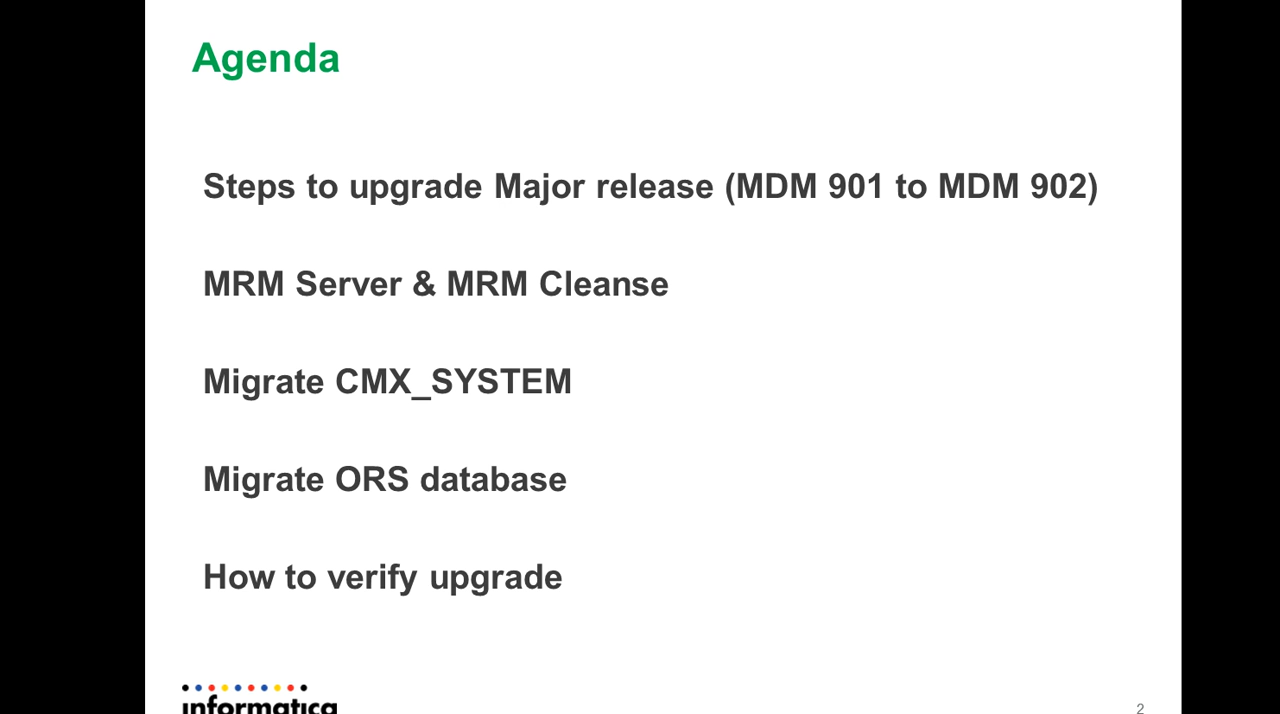 Agenda
Steps to upgrade Major release (MDM 901 to MDM 902)
MRM Server & MRM Cleanse
Migrate CMX_SYSTEM
Migrate ORS database
How to verify upgrade
informatica
2